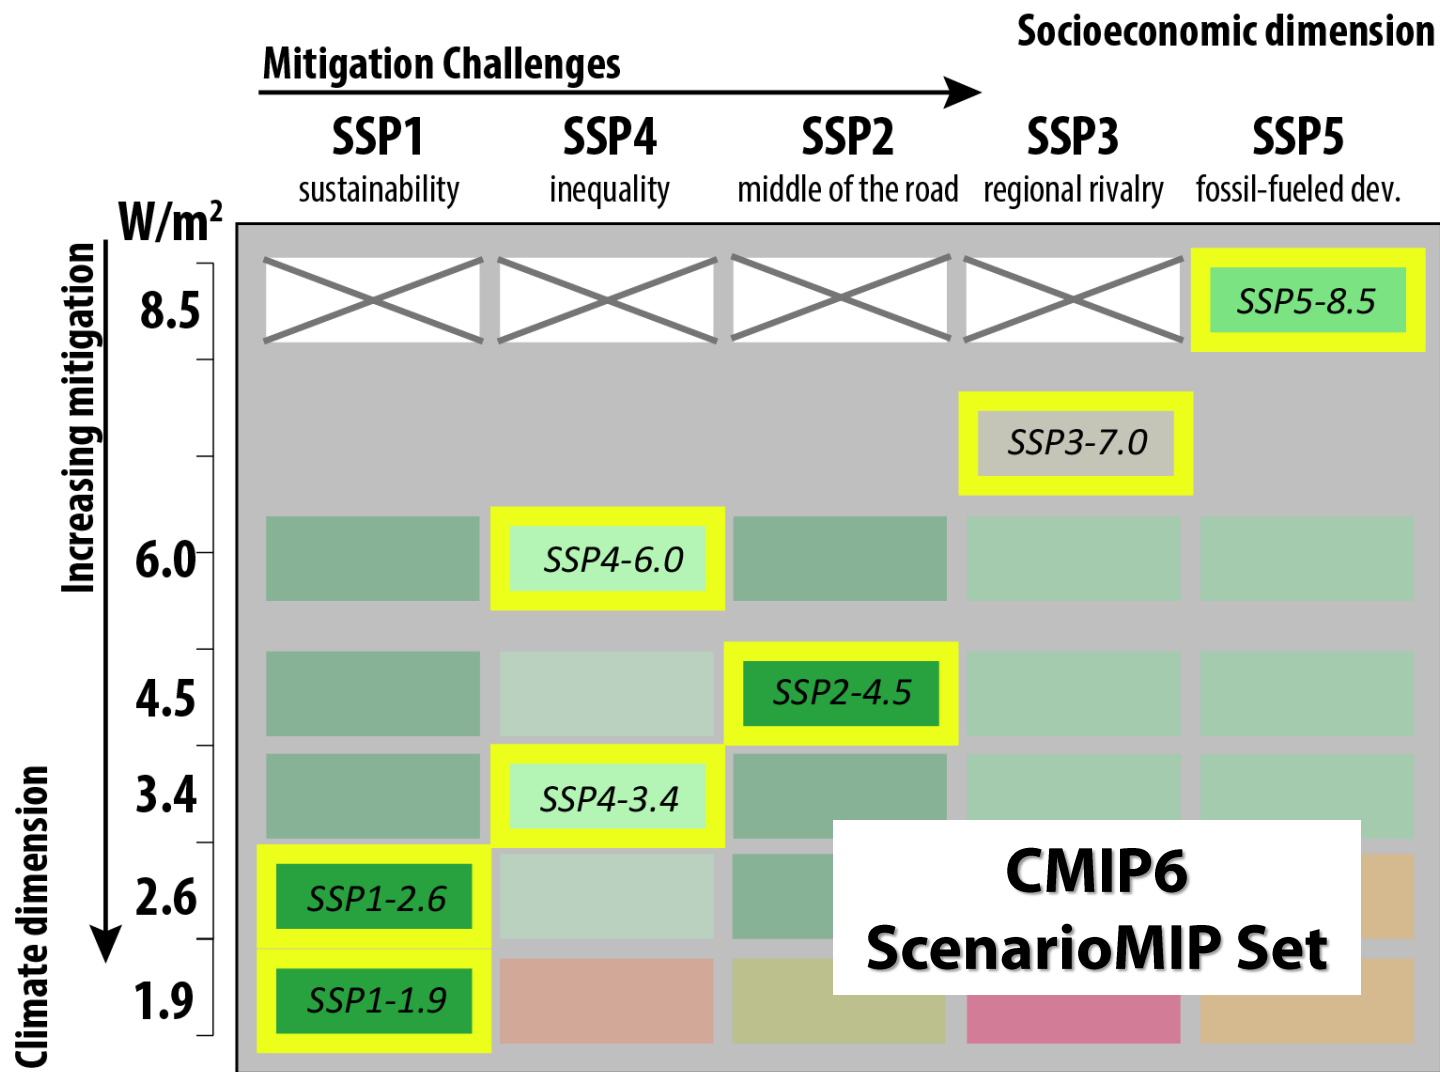 Socioeconomic dimension
Mitigation Challenges
SSP1 SSP4 SSP2 SSP3 SSP5
sustainability inequality middle of the road regional rivalry fossil-fueled dev.
W/m²
Increasing mitigation
Climate dimension
8.5 SSP5-8.5
SSP3-7.0
6.0 SSP4-6.0
4.5 SSP2-4.5
3.4 SSP4-3.4
2.6 SSP1-2.6
1.9 SSP1-1.9
CMIP6
ScenarioMIP Set